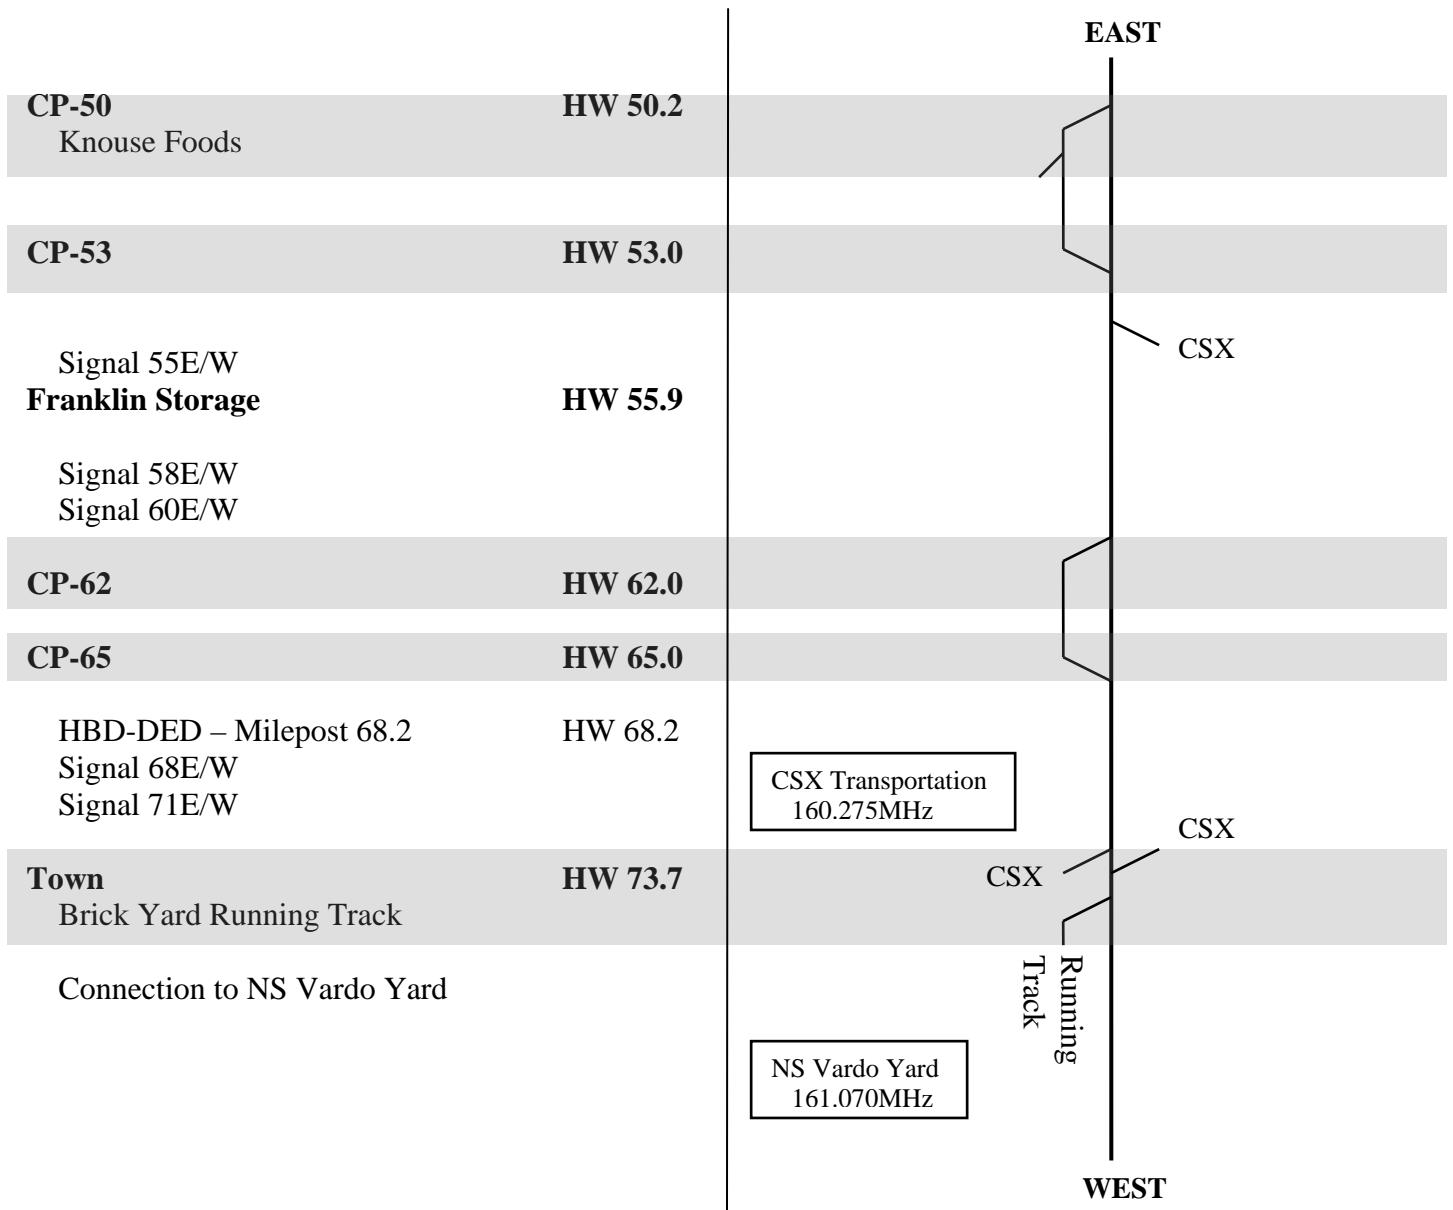 EAST
CP-50 HW 50.2
Knouse Foods
CP-53 HW 53.0
CSX
Signal 55E/W
Franklin Storage HW 55.9
Signal 58E/W
Signal 60E/W
CP-62 HW 62.0
CP-65 HW 65.0
HBD-DED – Milepost 68.2 HW 68.2
Signal 68E/W
Signal 71E/W
CSX Transportation
160.275MHz
CSX
Town HW 73.7
CSX
Brick Yard Running Track
Connection to NS Vardo Yard
Running
Track
NS Vardo Yard
161.070MHz
WEST